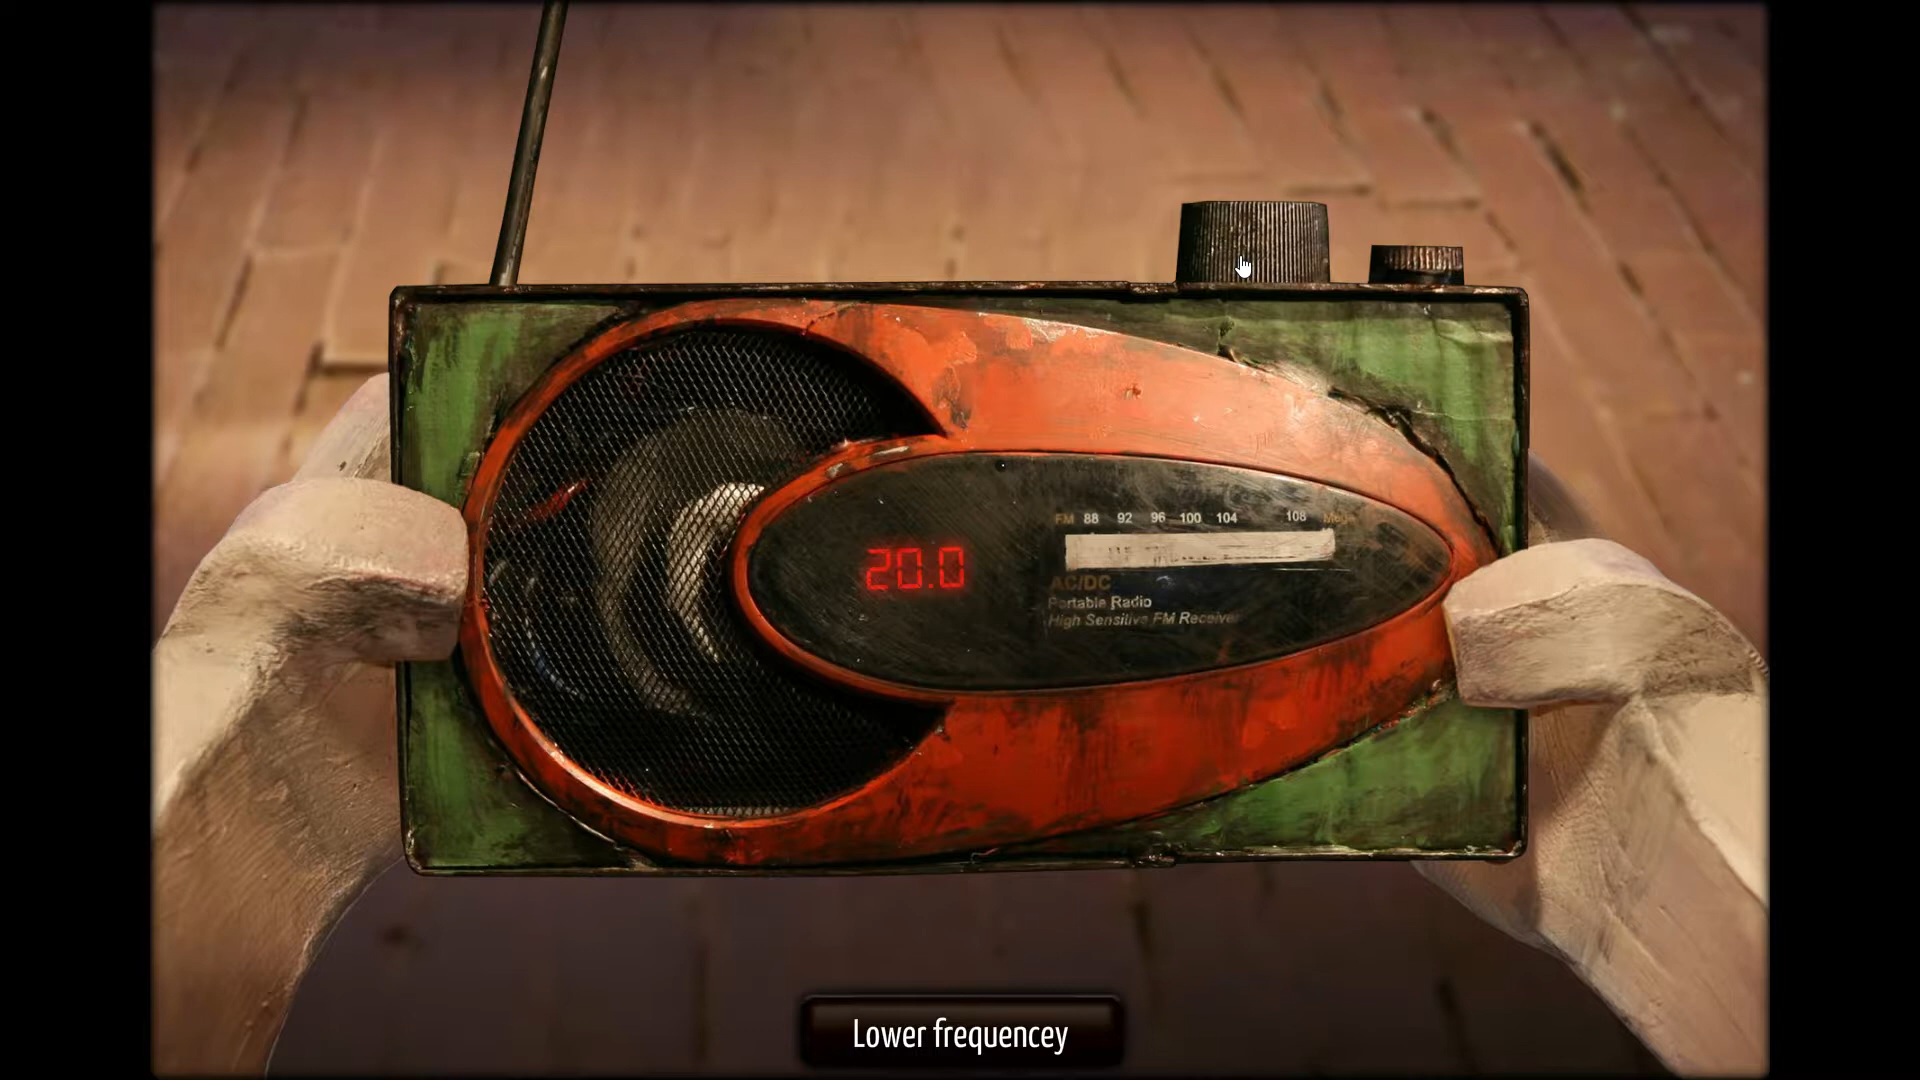 FM 88 92 96 100 104 108 Mega
20.0
AC/DC
Portable Radio
High Sensitive FM Receiver
Lower frequencey